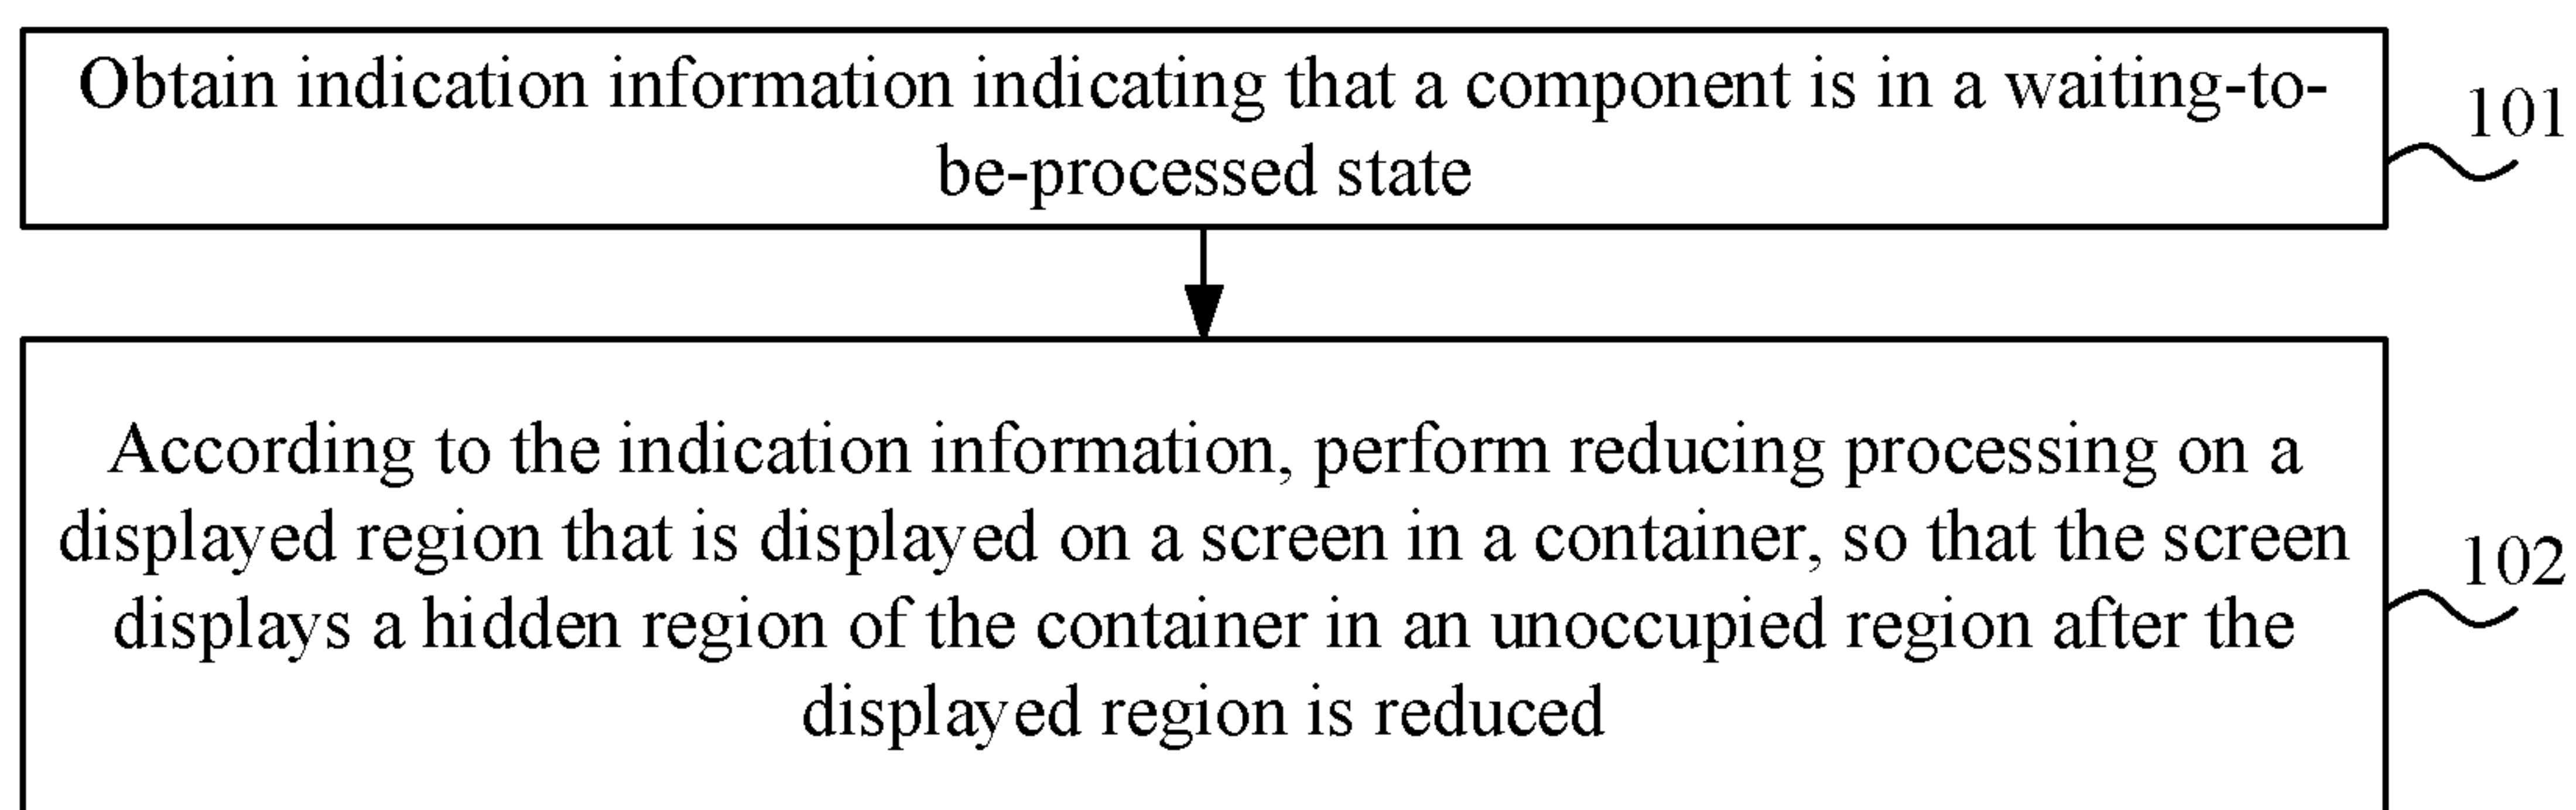 Obtain indication information indicating that a component is in a waiting-to-
be-processed state
101
According to the indication information, perform reducing processing on a
displayed region that is displayed on a screen in a container, so that the screen
displays a hidden region of the container in an unoccupied region after the
displayed region is reduced
102